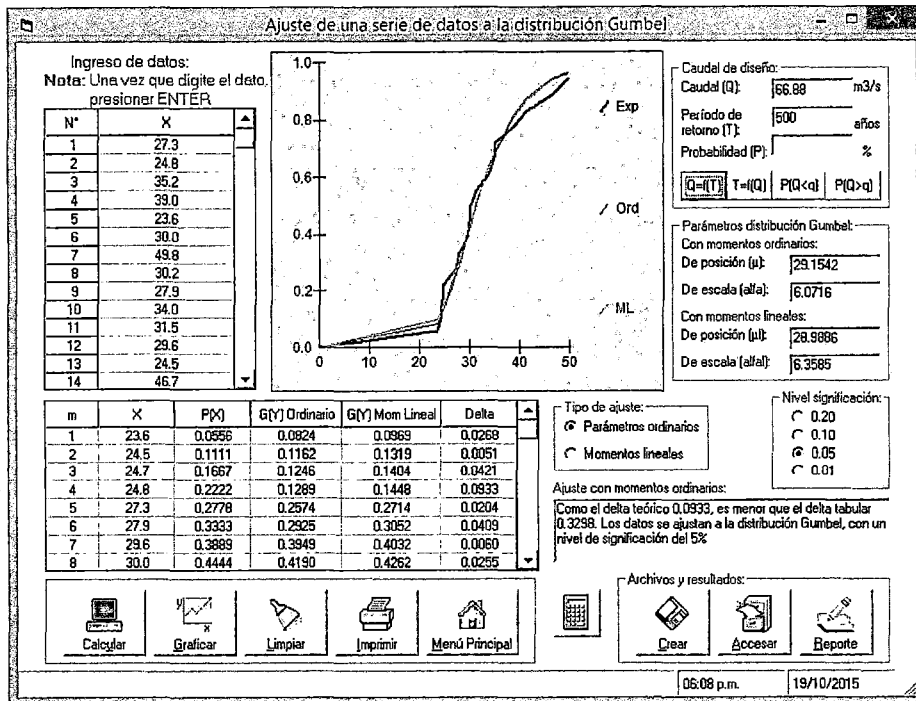 Ajuste de una serie de datos a la distribución Gumbel
Ingreso de datos:
Nota: Una vez que digite el dato,
presionar ENTER
N° X
1 27.3
2 24.8
3 35.2
4 39.0
5 23.6
6 30.0
7 49.8
8 30.2
9 27.9
10 34.0
11 31.5
12 29.6
13 24.5
14 46.7
1.0
0.8
0.6
0.4
0.2
0.0
0 10 20 30 40 50
Exp
Ord
ML
Caudal de diseño:
Caudal (Q): 66.88 m3/s
Período de
retorno (T): 500 años
Probabilidad (P): %
Q=f(T) T=f(Q) P(Q<q) P(Q>q)
Parámetros distribución Gumbel:
Con momentos ordinarios:
De posición (µ): 29.1542
De escala (alfa): 6.0716
Con momentos lineales:
De posición (µl): 28.9886
De escala (alfal): 6.3585
m X P(X) G(Y) Ordinario G(Y) Mom Lineal Delta
1 23.6 0.0556 0.0824 0.0969 0.0268
2 24.5 0.1111 0.1162 0.1319 0.0051
3 24.7 0.1667 0.1246 0.1404 0.0421
4 24.8 0.2222 0.1289 0.1448 0.0933
5 27.3 0.2778 0.2574 0.2714 0.0204
6 27.9 0.3333 0.2925 0.3052 0.0409
7 29.6 0.3889 0.3949 0.4032 0.0060
8 30.0 0.4444 0.4190 0.4262 0.0255
Tipo de ajuste:
Parámetros ordinarios
Momentos lineales
Nivel significación:
0.20
0.10
0.05
0.01
Ajuste con momentos ordinarios:
Como el delta teórico 0.0933, es menor que el delta tabular
0.3298. Los datos se ajustan a la distribución Gumbel, con un
nivel de significación del 5%
Calcular Graficar Limpiar Imprimir Menú Principal
Archivos y resultados:
Crear Accesar Reporte
06:08 p.m. 19/10/2015